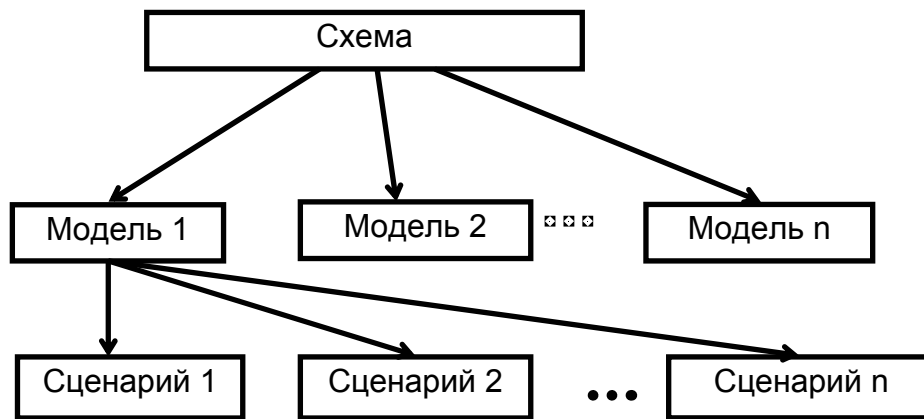 Схема
Модель 1
Модель 2
Модель n
Сценарий 1
Сценарий 2
...
Сценарий n